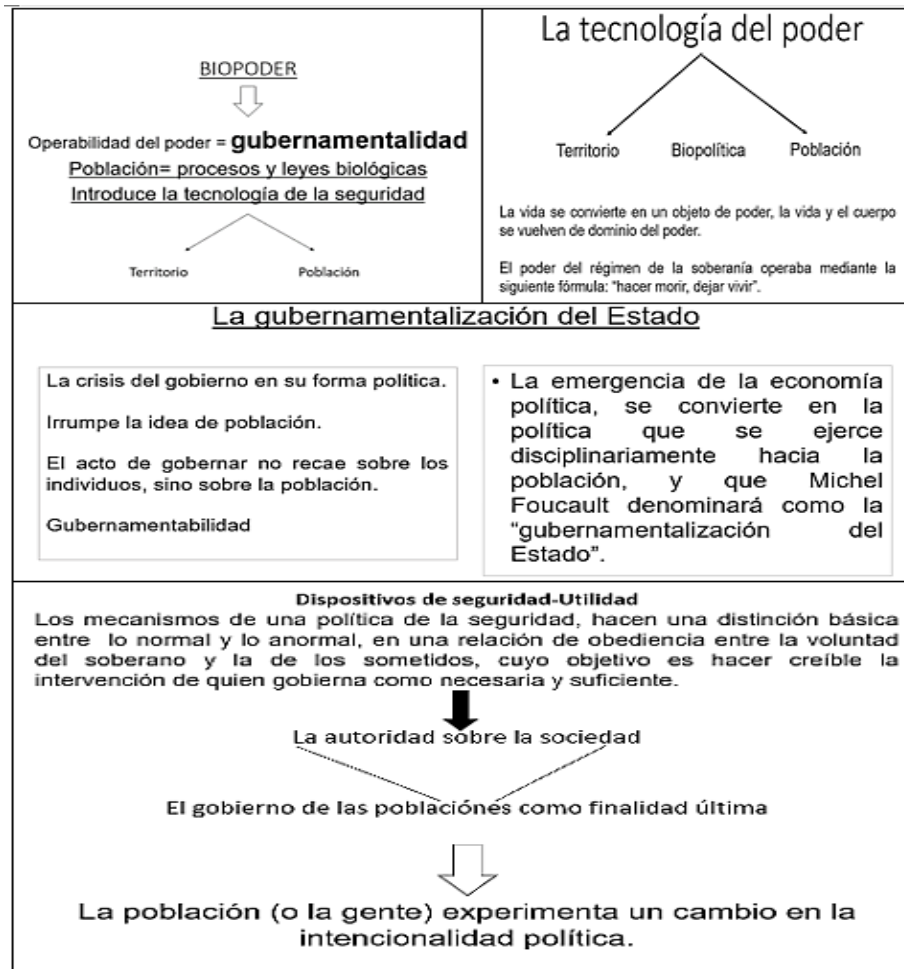 BIOPODER
Operabilidad del poder = gubernamentalidad
Población= procesos y leyes biológicas
Introduce la tecnología de la seguridad
Territorio
Población
La tecnología del poder
Territorio
Biopolítica
Población
La vida se convierte en un objeto de poder, la vida y el cuerpo
se vuelven de dominio del poder.
El poder del régimen de la soberanía operaba mediante la
siguiente fórmula: “hacer morir, dejar vivir”.
La gubernamentalización del Estado
La crisis del gobierno en su forma política.
Irrumpe la idea de población.
El acto de gobernar no recae sobre los
individuos, sino sobre la población.
Gubernamentabilidad
• La emergencia de la economía
política, se convierte en la
política que se ejerce
disciplinariamente hacia la
población, y que Michel
Foucault denominará como la
“gubernamentalización del
Estado”.
Dispositivos de seguridad-Utilidad
Los mecanismos de una política de la seguridad, hacen una distinción básica
entre lo normal y lo anormal, en una relación de obediencia entre la voluntad
del soberano y la de los sometidos, cuyo objetivo es hacer creíble la
intervención de quien gobierna como necesaria y suficiente.
La autoridad sobre la sociedad
El gobierno de las poblaciónes como finalidad última
La población (o la gente) experimenta un cambio en la
intencionalidad política.